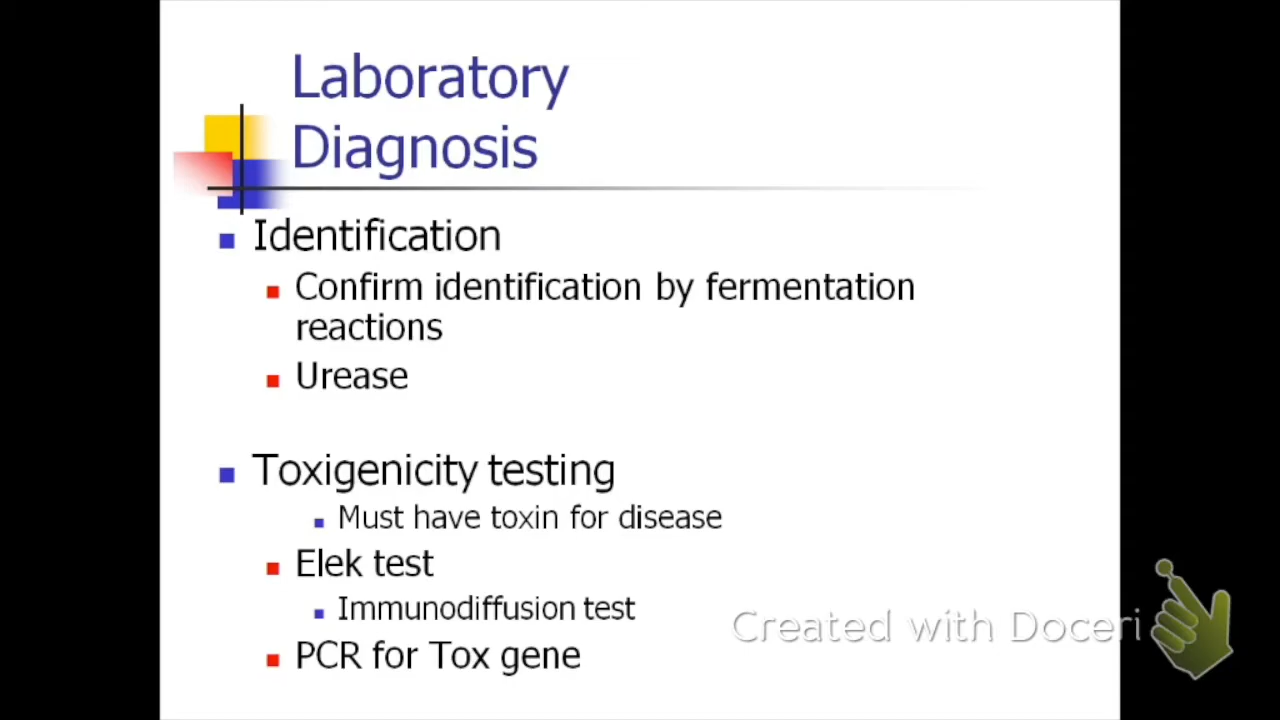 Laboratory
Diagnosis
Identification
Confirm identification by fermentation
reactions
Urease
Toxigenicity testing
Must have toxin for disease
Elek test
Immunodiffusion test
PCR for Tox gene
Created with Doceri